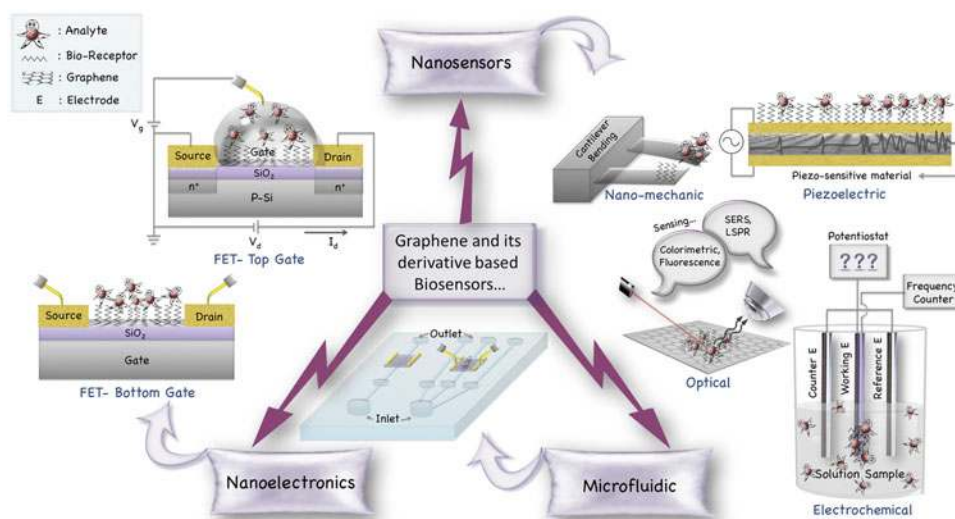 : Analyte
: Bio-Receptor
: Graphene
E : Electrode
Nanosensors
Vg
Source
Gate
Drain
SiO2
n+
n+
P-Si
Vd
Id
FET- Top Gate
Cantilever
Bending
Nano-mechanic
Piezo-sensitive material
Piezoelectric
Graphene and its
derivative based
Biosensors...
Sensing...
SERS,
LSPR
Colorimetric,
Fluorescence
Optical
Potentiostat
???
Frequency
Counter
Counter E
Working E
Reference E
Solution Sample
Electrochemical
Source
Drain
SiO2
Gate
FET- Bottom Gate
Outlet
Inlet
Nanoelectronics
Microfluidic